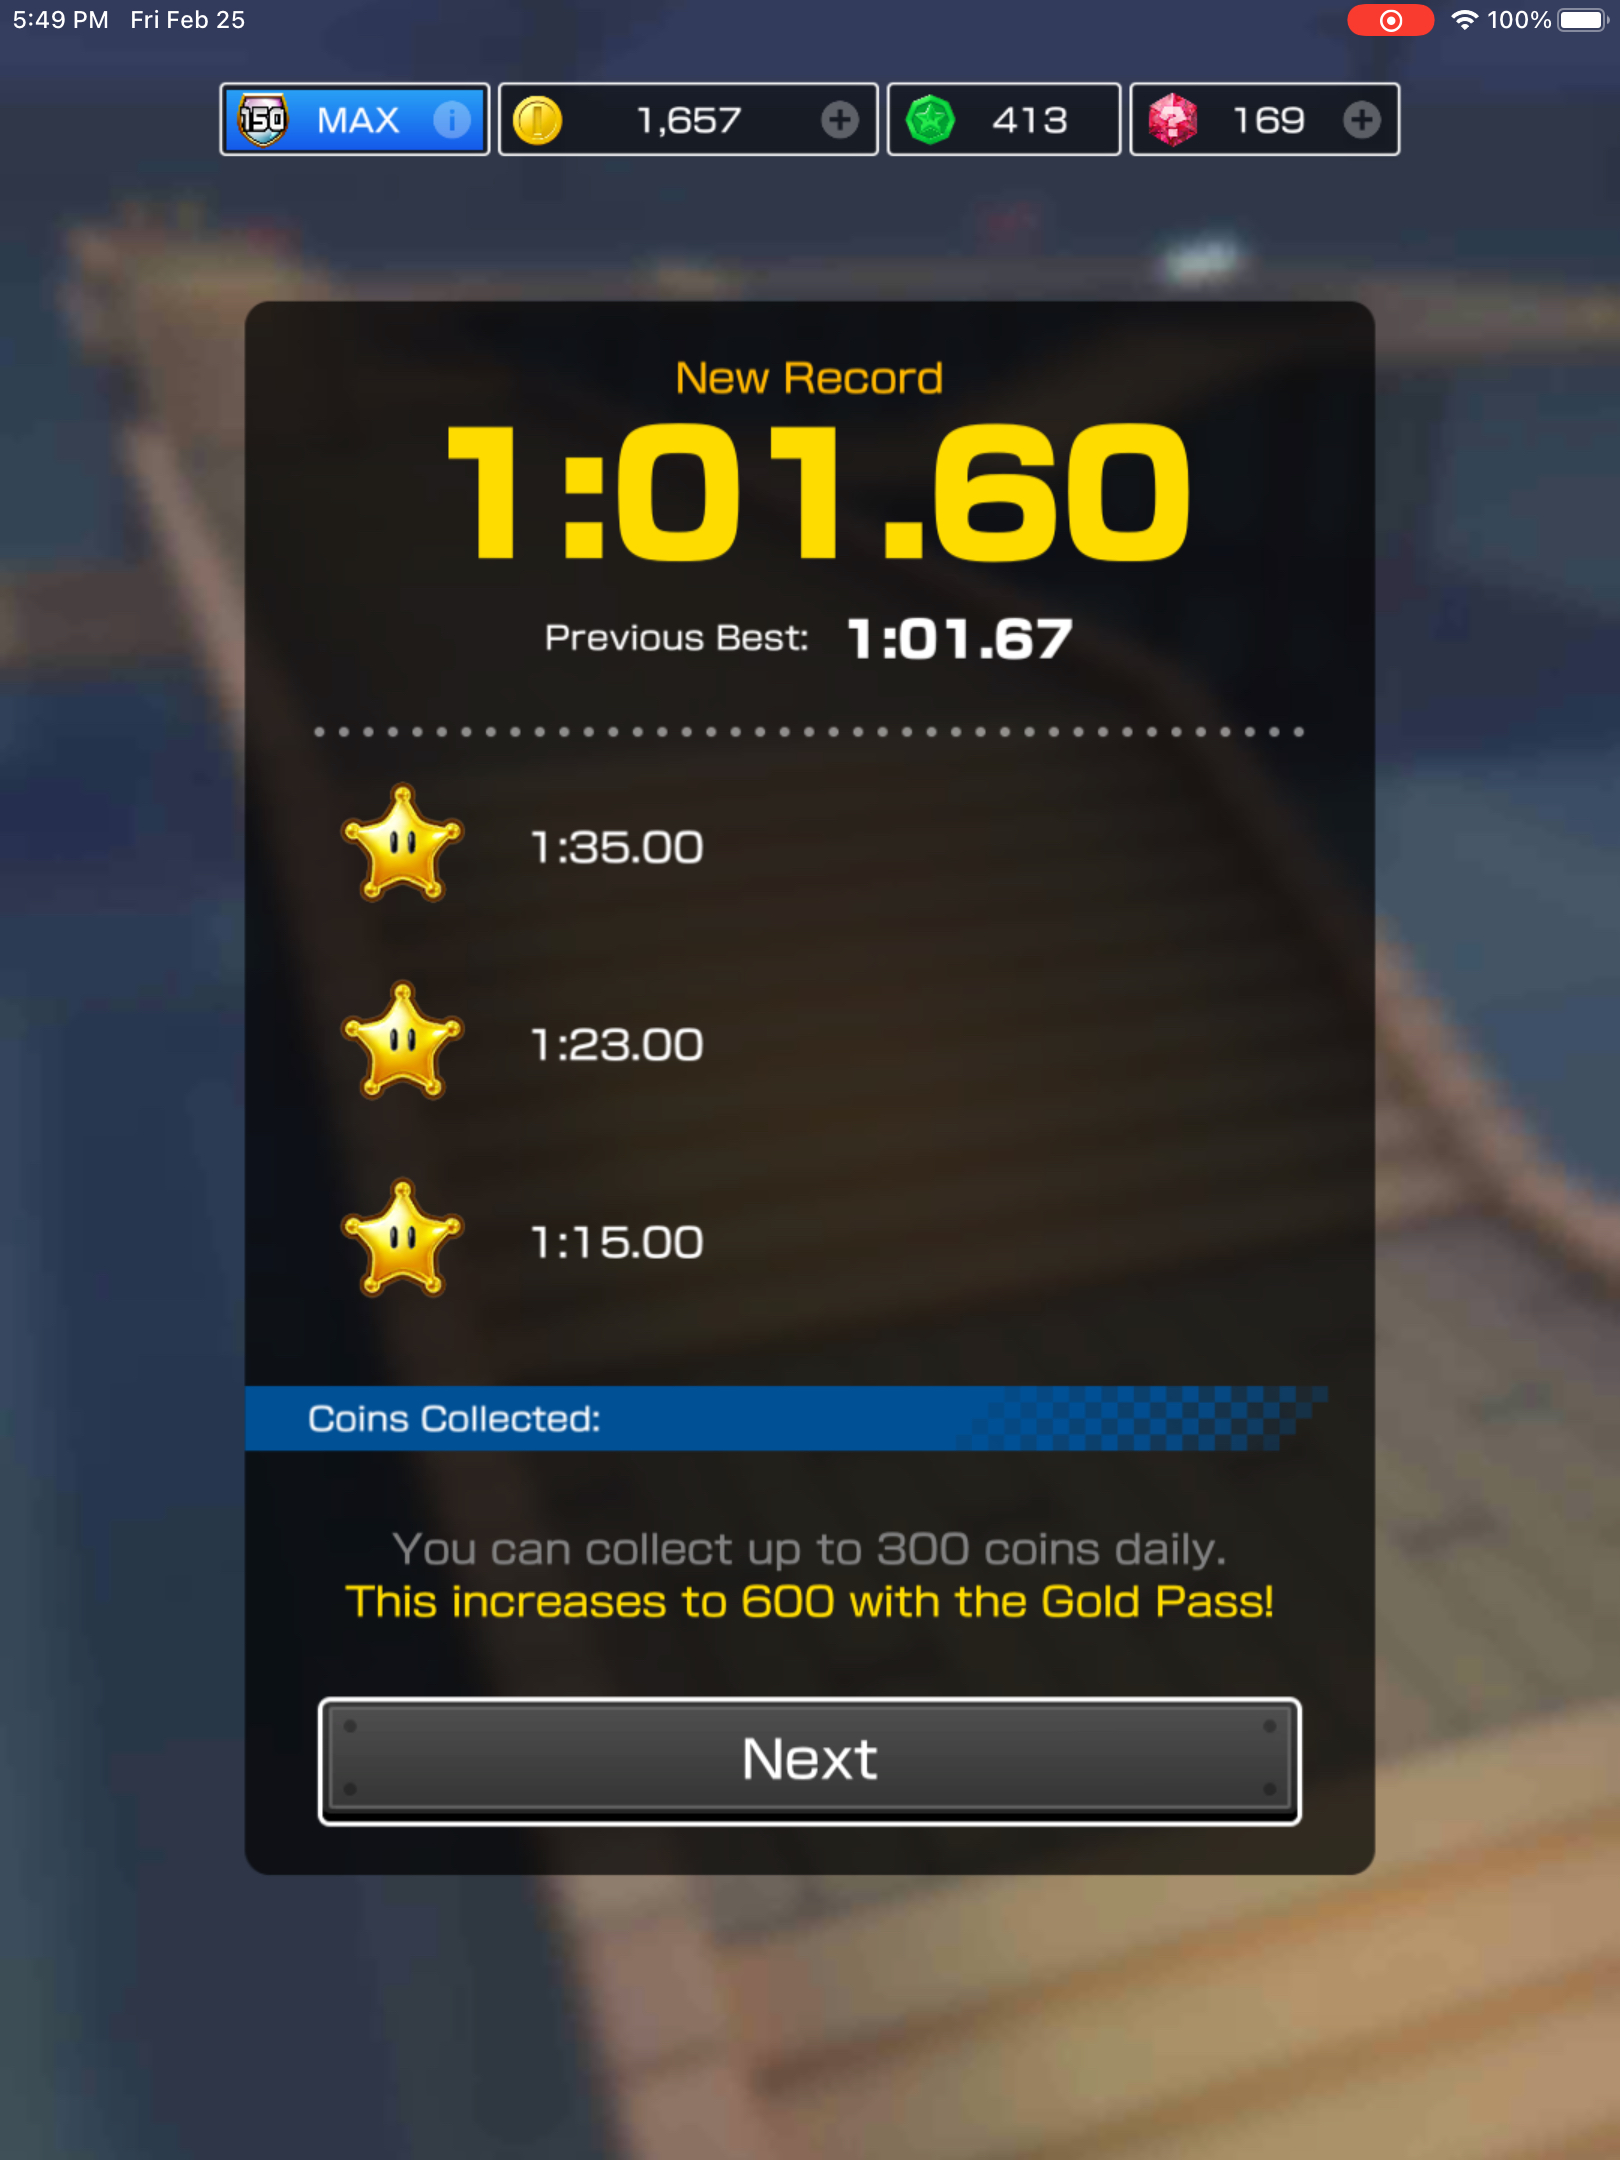 5:49 PM Fri Feb 25 100%
150 MAX i 1,657 + 413 ? 169 +
New Record
1:01.60
Previous Best: 1:01.67
1:35.00
1:23.00
1:15.00
Coins Collected:
You can collect up to 300 coins daily.
This increases to 600 with the Gold Pass!
Next